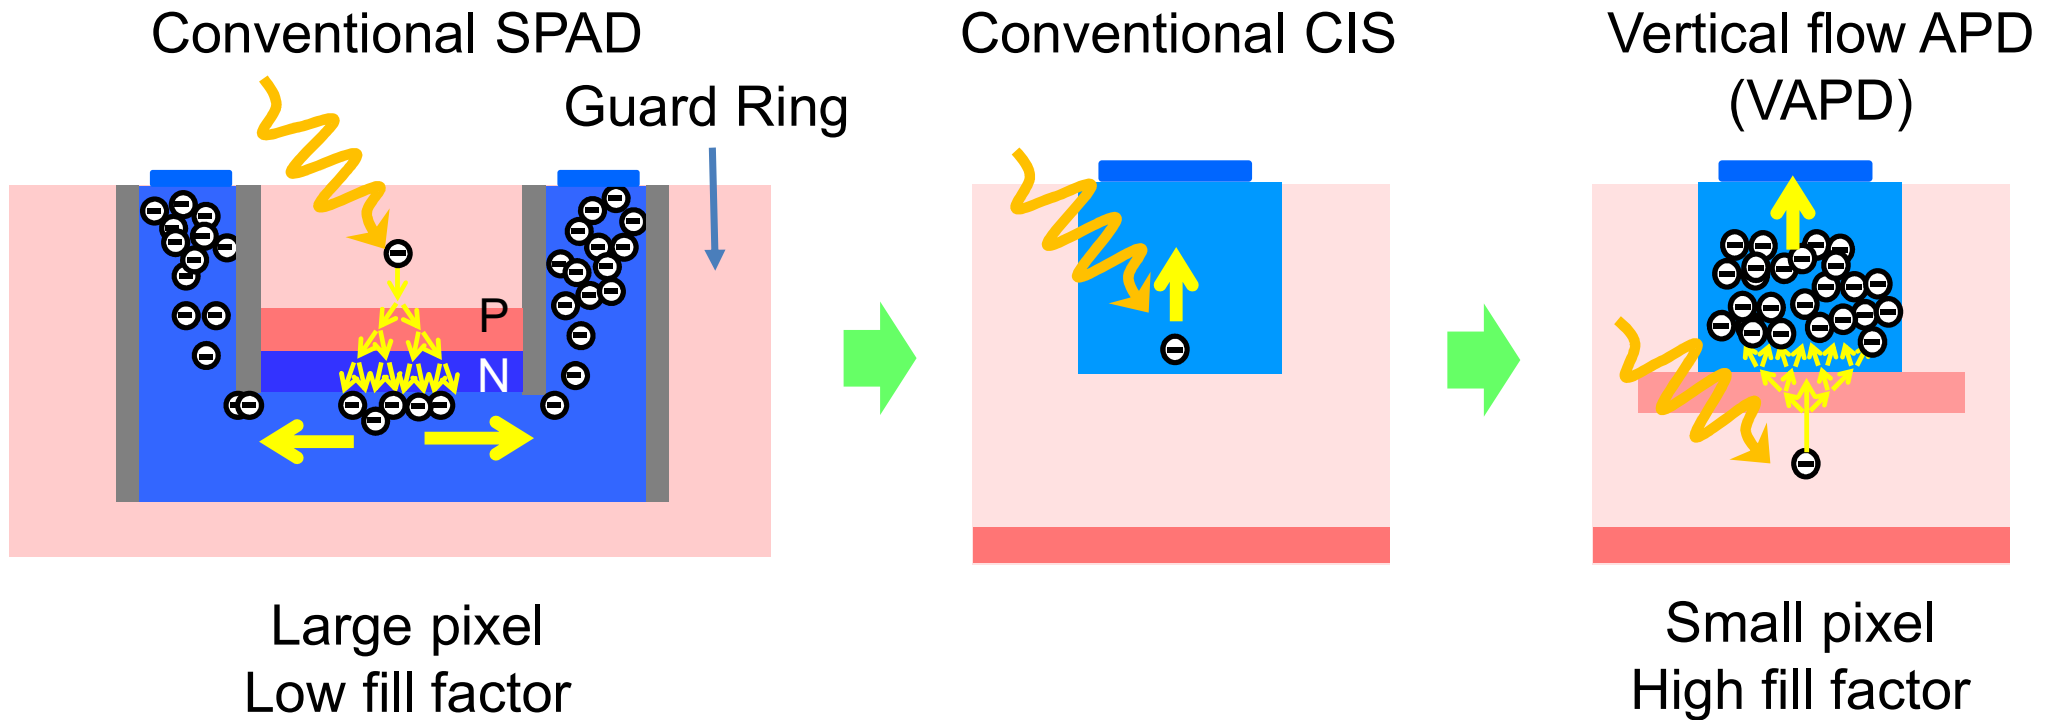 Conventional SPAD
Guard Ring
P
N
Large pixel
Low fill factor
Conventional CIS
Vertical flow APD
(VAPD)
Small pixel
High fill factor